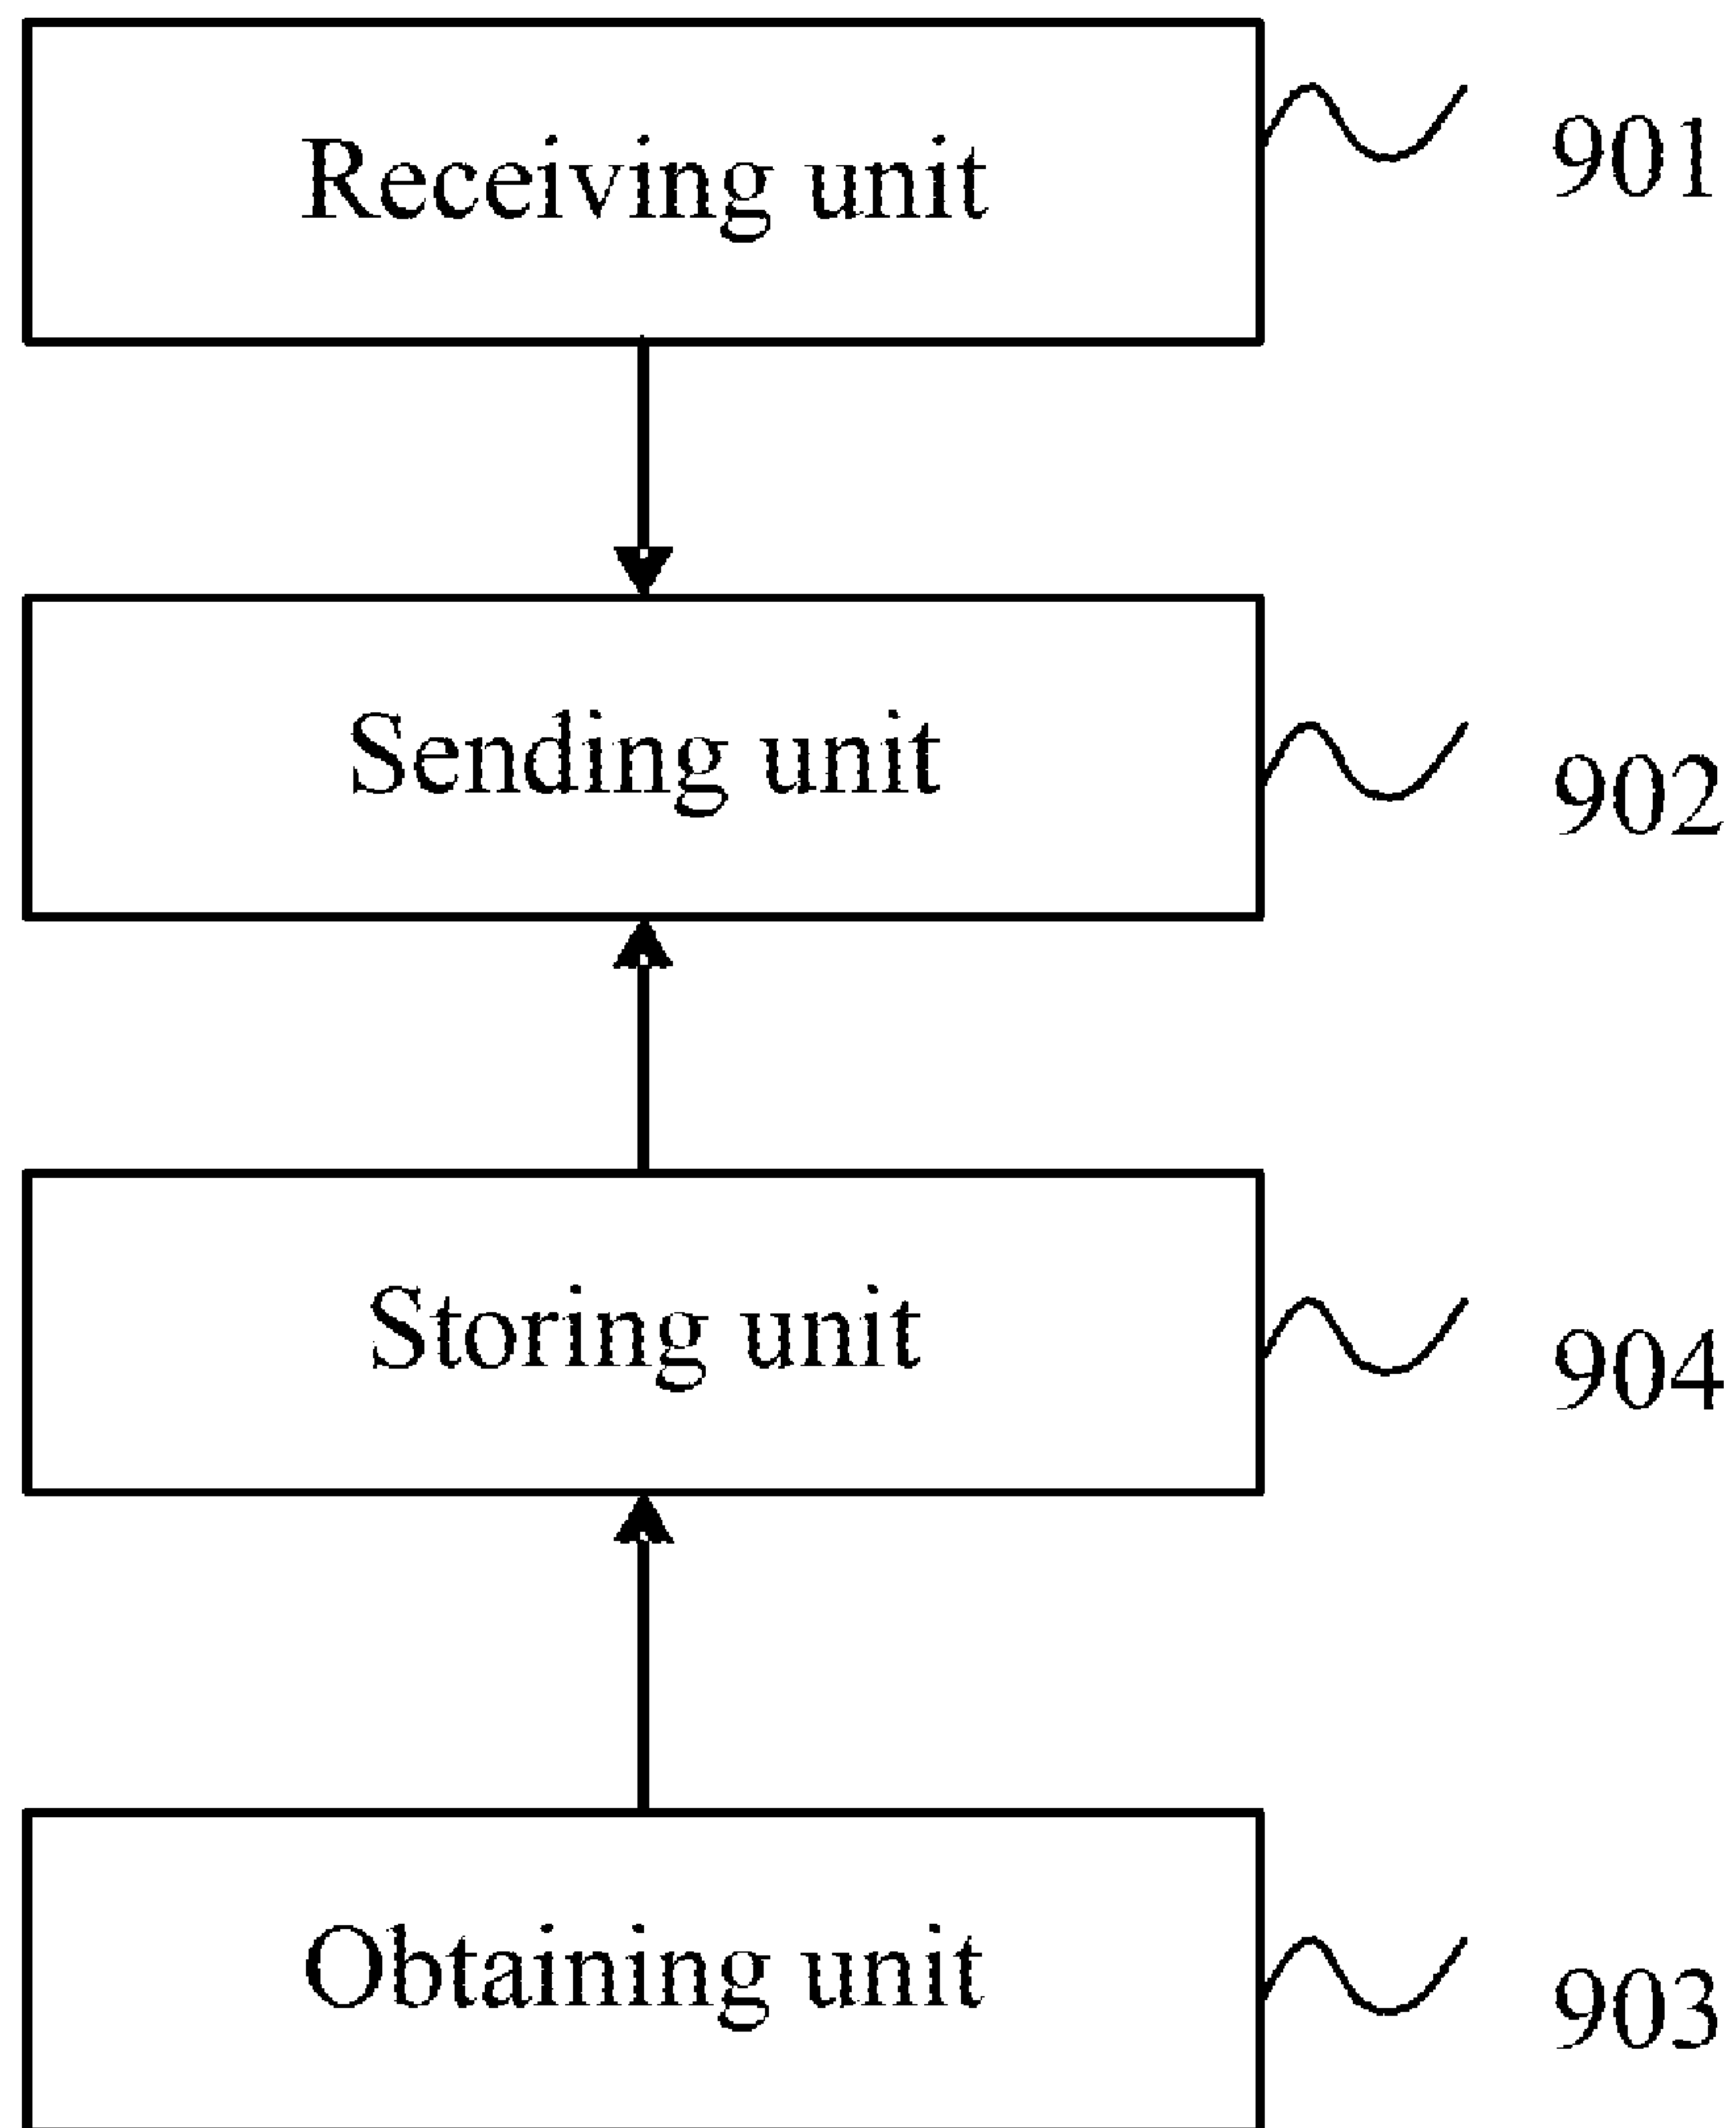 Receiving unit
901
Sending unit
902
Storing unit
904
Obtaining unit
903